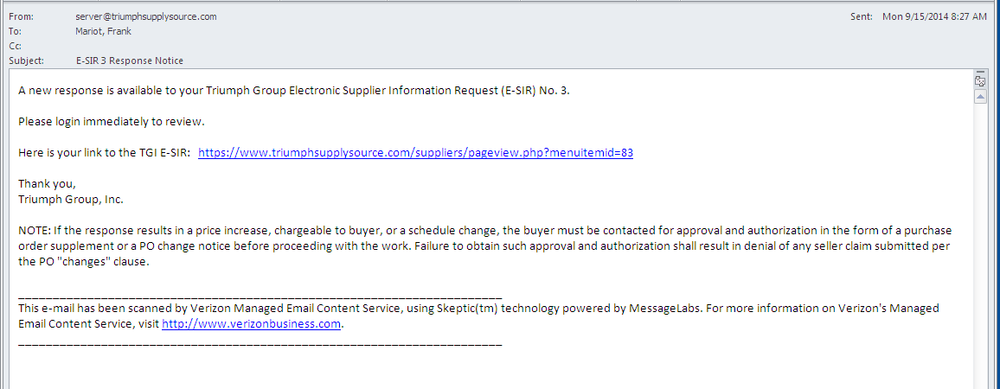 From: server@triumphsupplysource.com Sent: Mon 9/15/2014 8:27 AM
To: Mariot, Frank
Cc:
Subject: E-SIR 3 Response Notice
A new response is available to your Triumph Group Electronic Supplier Information Request (E-SIR) No. 3.
Please login immediately to review.
Here is your link to the TGI E-SIR: https://www.triumphsupplysource.com/suppliers/pageview.php?menuitemid=83
Thank you,
Triumph Group, Inc.
NOTE: If the response results in a price increase, chargeable to buyer, or a schedule change, the buyer must be contacted for approval and authorization in the form of a purchase
order supplement or a PO change notice before proceeding with the work. Failure to obtain such approval and authorization shall result in denial of any seller claim submitted per
the PO "changes" clause.
______________________________________________________________________
This e-mail has been scanned by Verizon Managed Email Content Service, using Skeptic(tm) technology powered by MessageLabs. For more information on Verizon's Managed
Email Content Service, visit http://www.verizonbusiness.com.
______________________________________________________________________